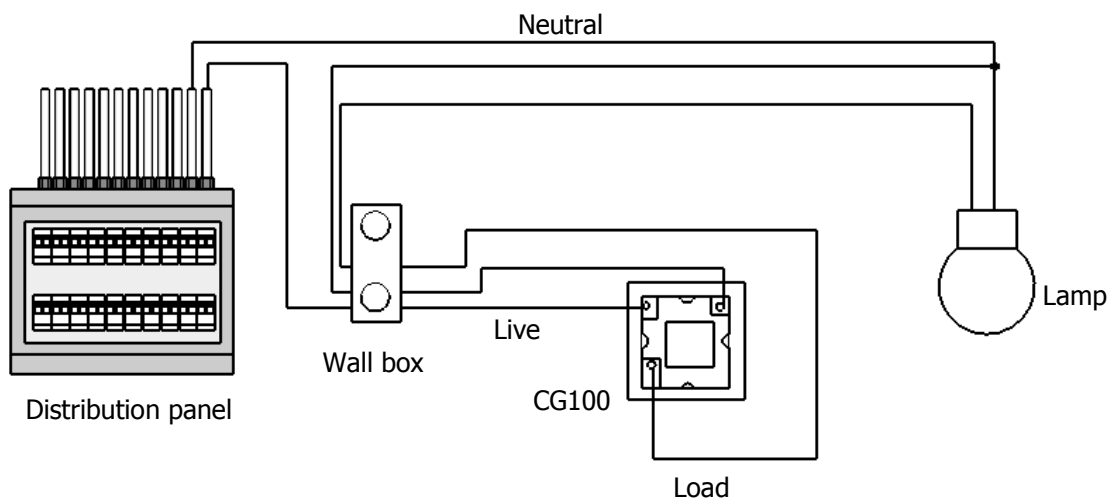 Neutral
Lamp
Live
Wall box
CG100
Distribution panel
Load